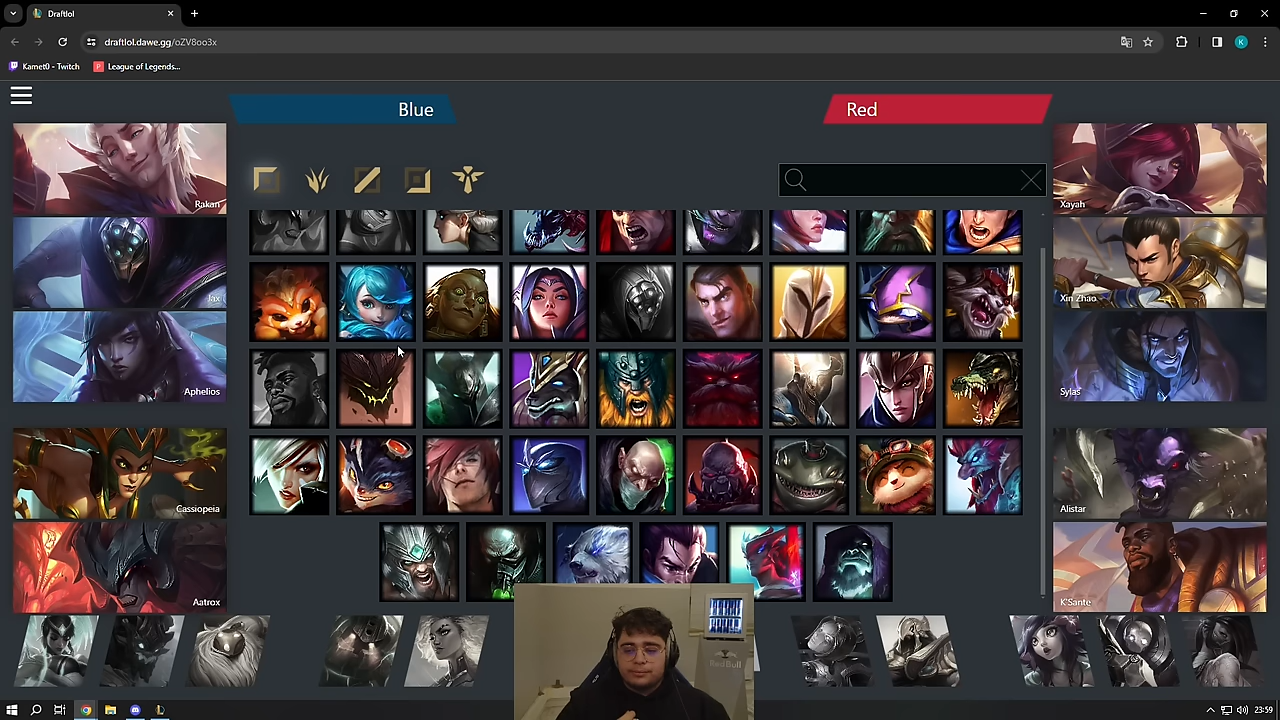 Draftlol
draftlol.dawe.gg/oZV8oo3x
Kamet0 - Twitch
League of Legends...
K
Blue
Red
Rakan
Jax
Aphelios
Cassiopeia
Aatrox
Xayah
Xin Zhao
Sylas
Alistar
K'Sante
RedBull
23:59